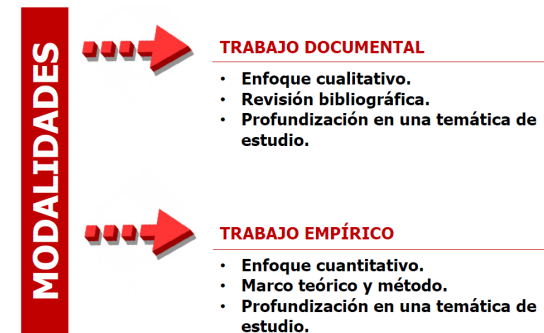 MODALIDADES
TRABAJO DOCUMENTAL
• Enfoque cualitativo.
• Revisión bibliográfica.
• Profundización en una temática de
estudio.
TRABAJO EMPÍRICO
• Enfoque cuantitativo.
• Marco teórico y método.
• Profundización en una temática de
estudio.